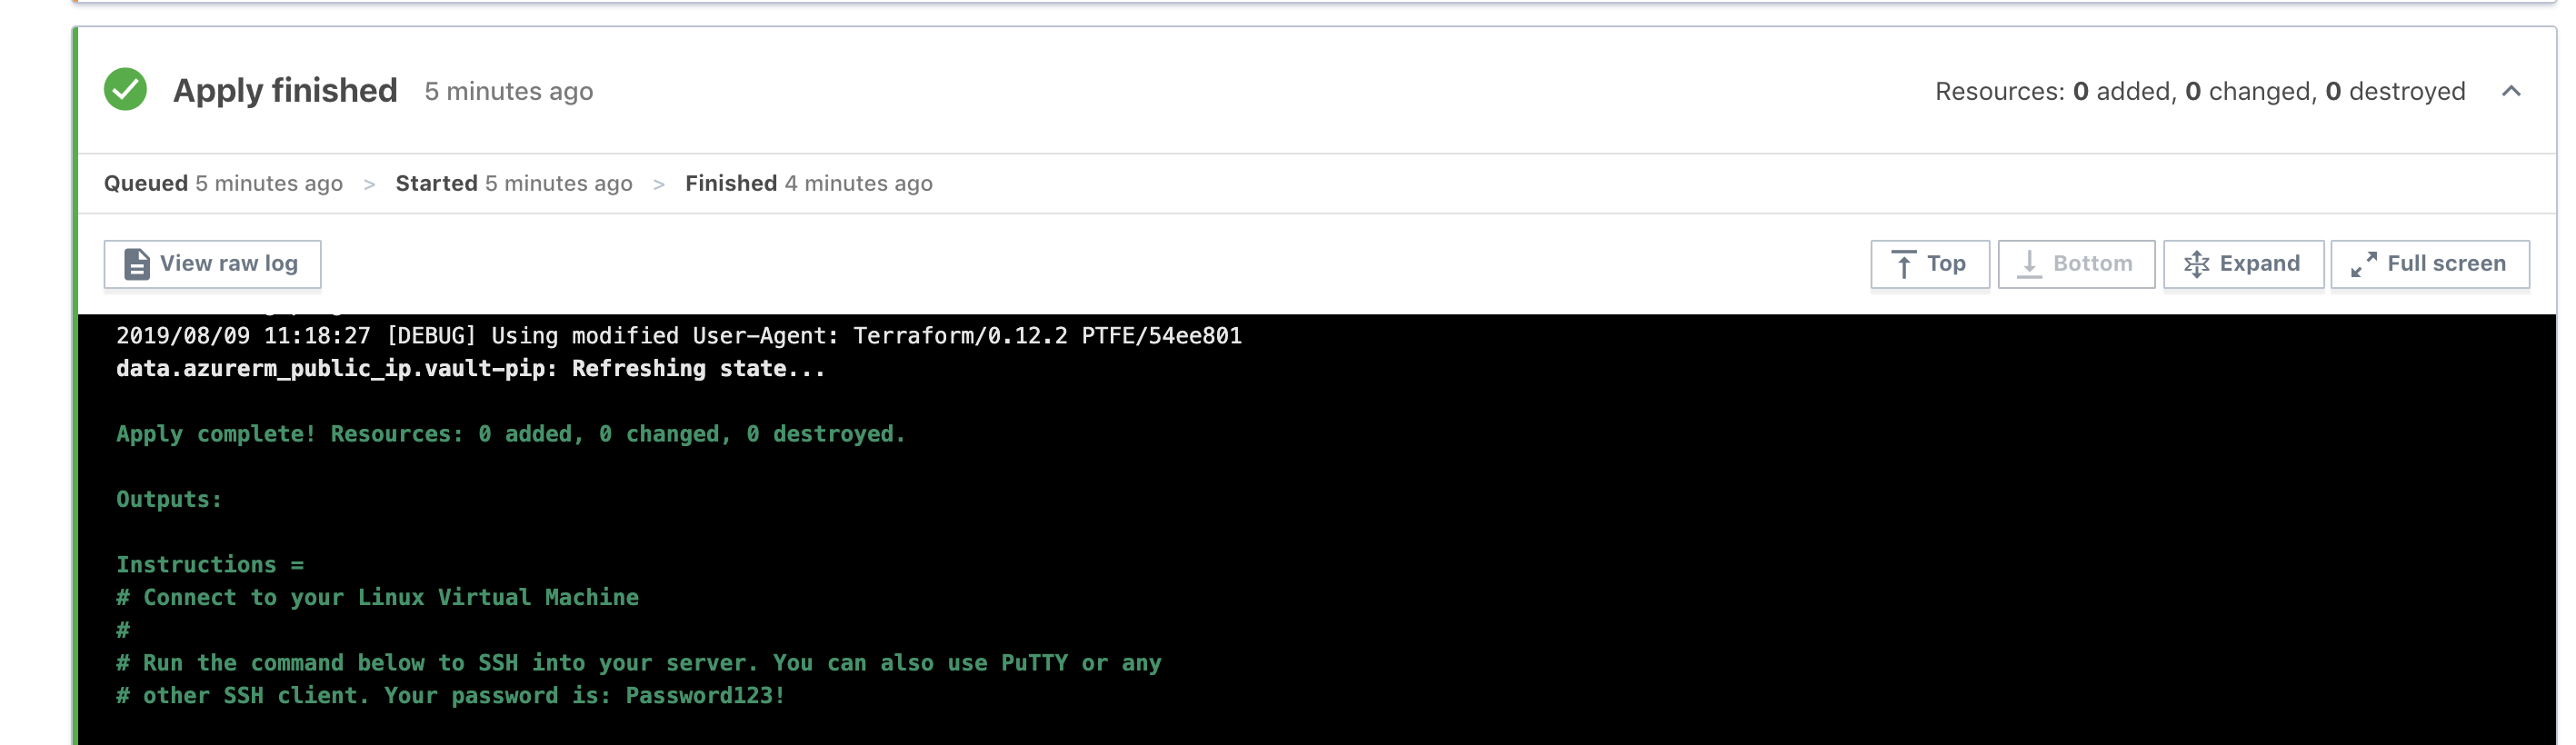 Apply finished 5 minutes ago Resources: 0 added, 0 changed, 0 destroyed
Queued 5 minutes ago > Started 5 minutes ago > Finished 4 minutes ago
View raw log Top Bottom Expand Full screen
2019/08/09 11:18:27 [DEBUG] Using modified User-Agent: Terraform/0.12.2 PTFE/54ee801
data.azurerm_public_ip.vault-pip: Refreshing state...
Apply complete! Resources: 0 added, 0 changed, 0 destroyed.
Outputs:
Instructions =
# Connect to your Linux Virtual Machine
#
# Run the command below to SSH into your server. You can also use PuTTY or any
# other SSH client. Your password is: Password123!